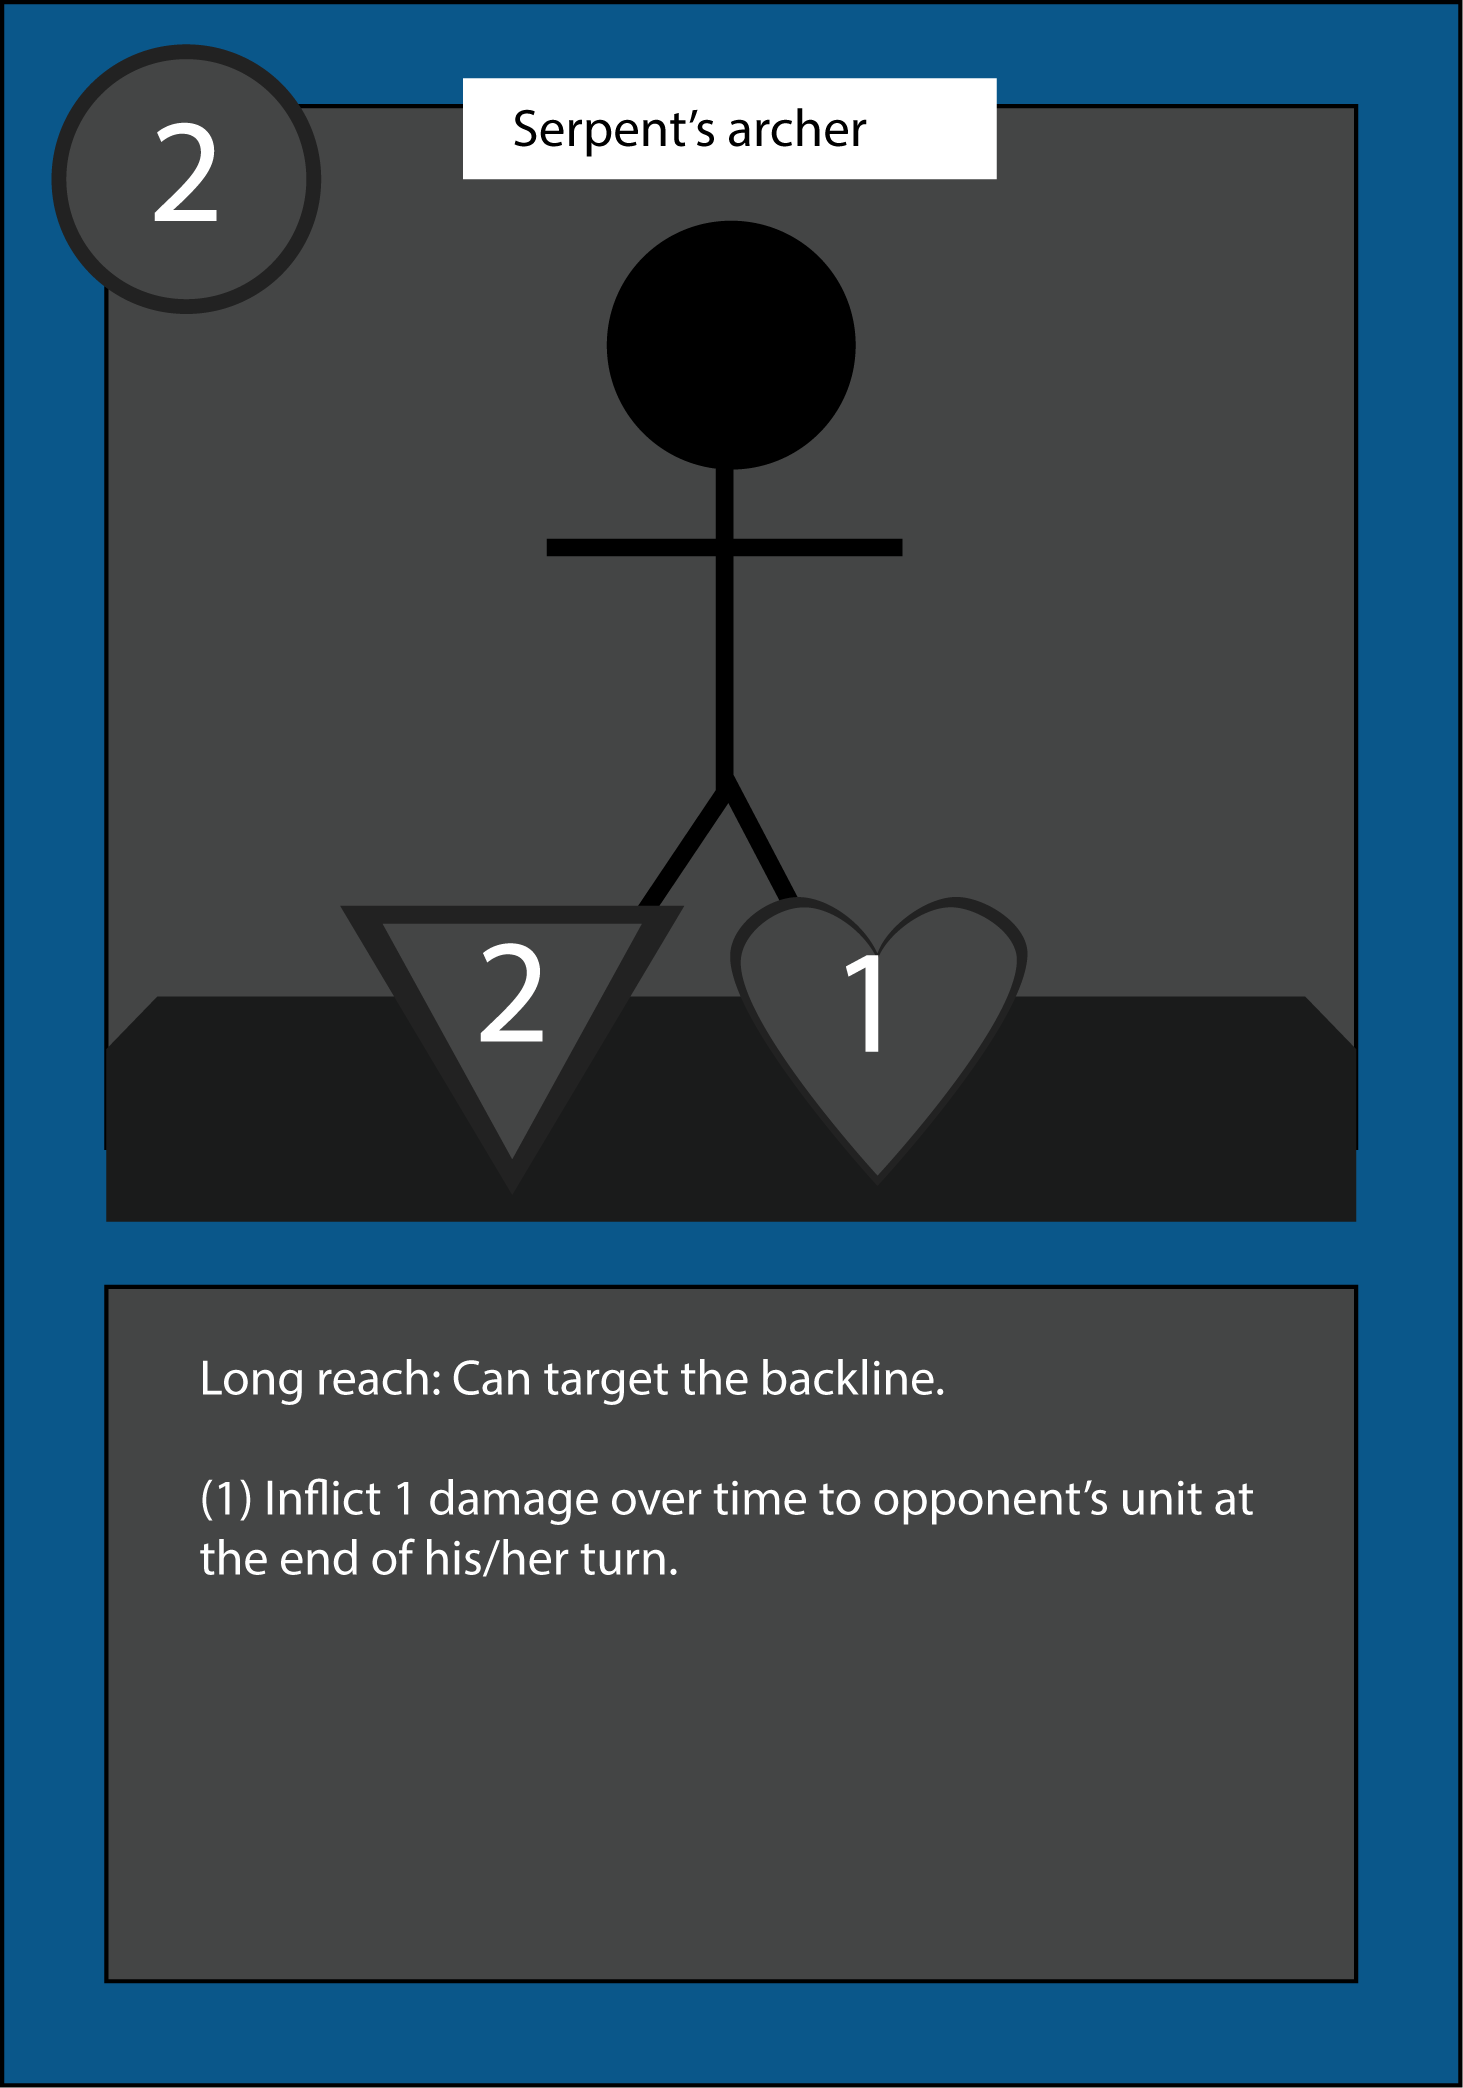 2
Serpent’s archer
2
1
Long reach: Can target the backline.
(1) Inflict 1 damage over time to opponent’s unit at
the end of his/her turn.